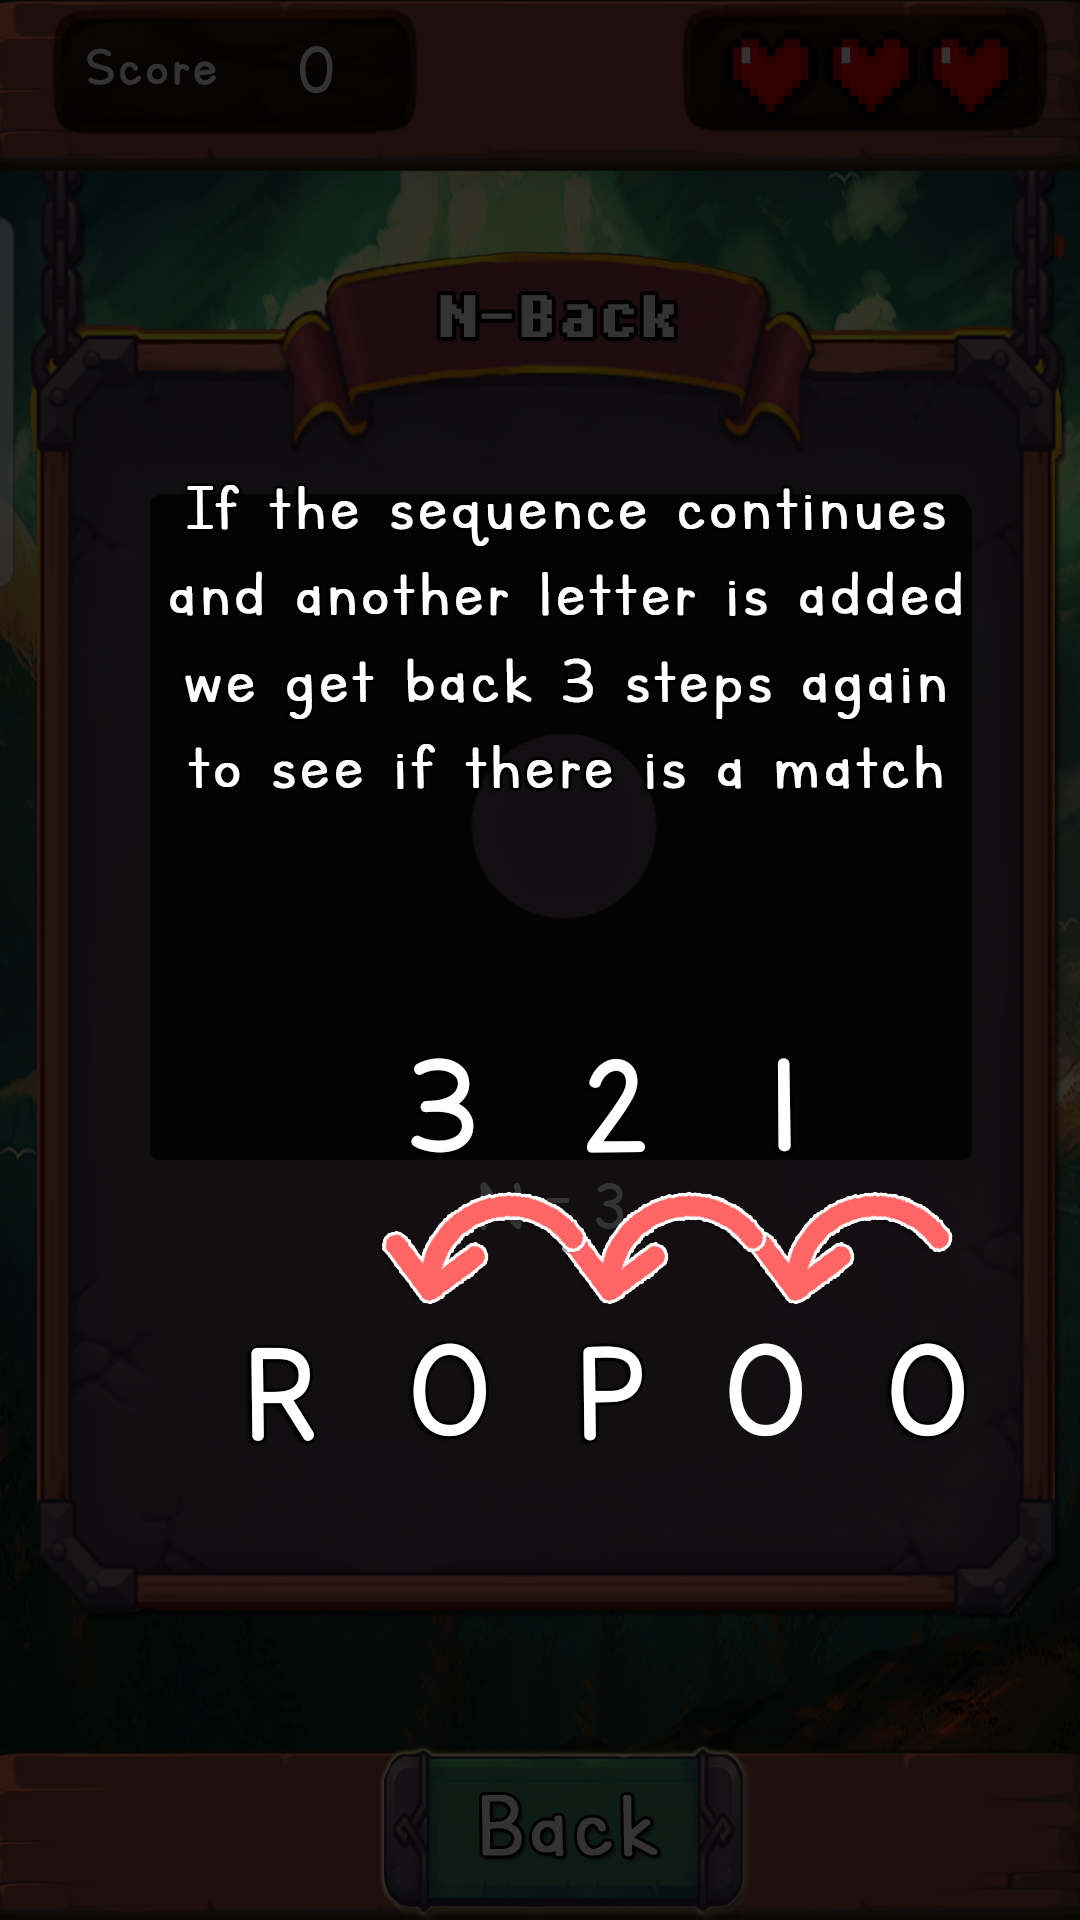 Score 0
N-Back
If the sequence continues
and another letter is added
we get back 3 steps again
to see if there is a match
3 2 1
N = 3
R O P O O
Back